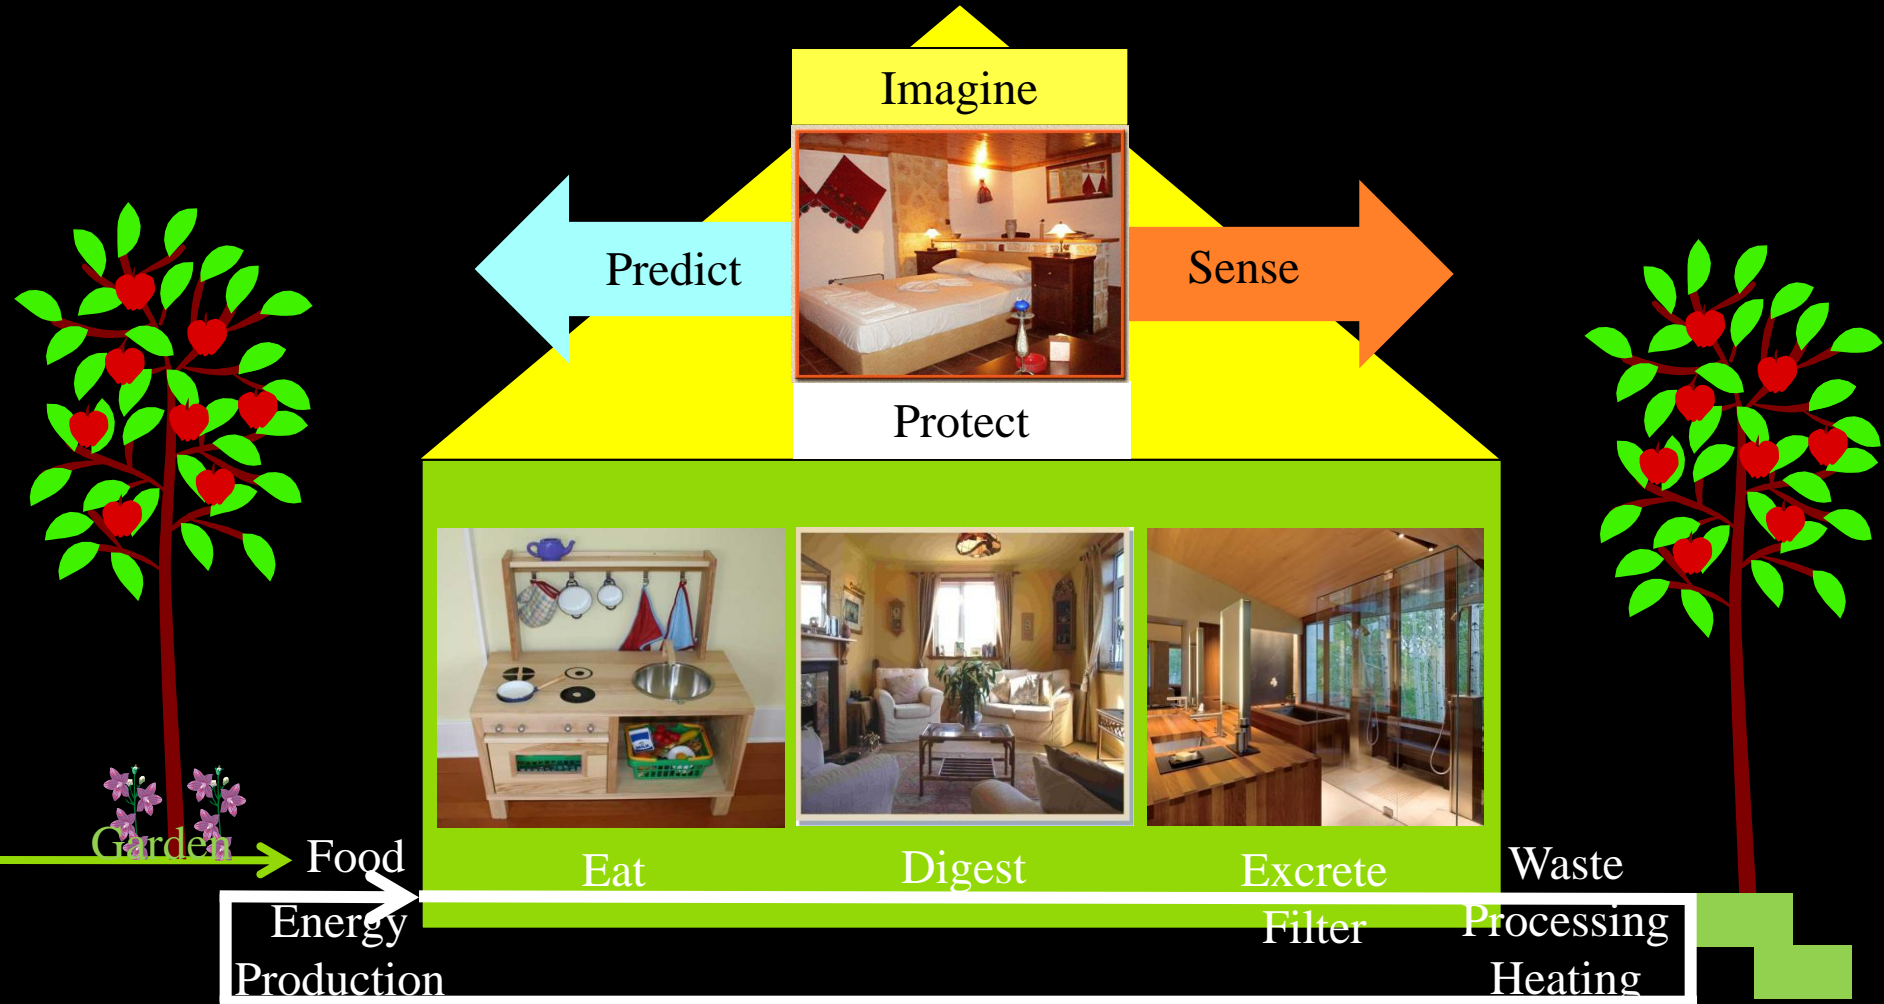 Imagine
Predict
Sense
Protect
Garden
Food
Eat
Digest
Excrete
Waste
Energy
Filter
Processing
Production
Heating